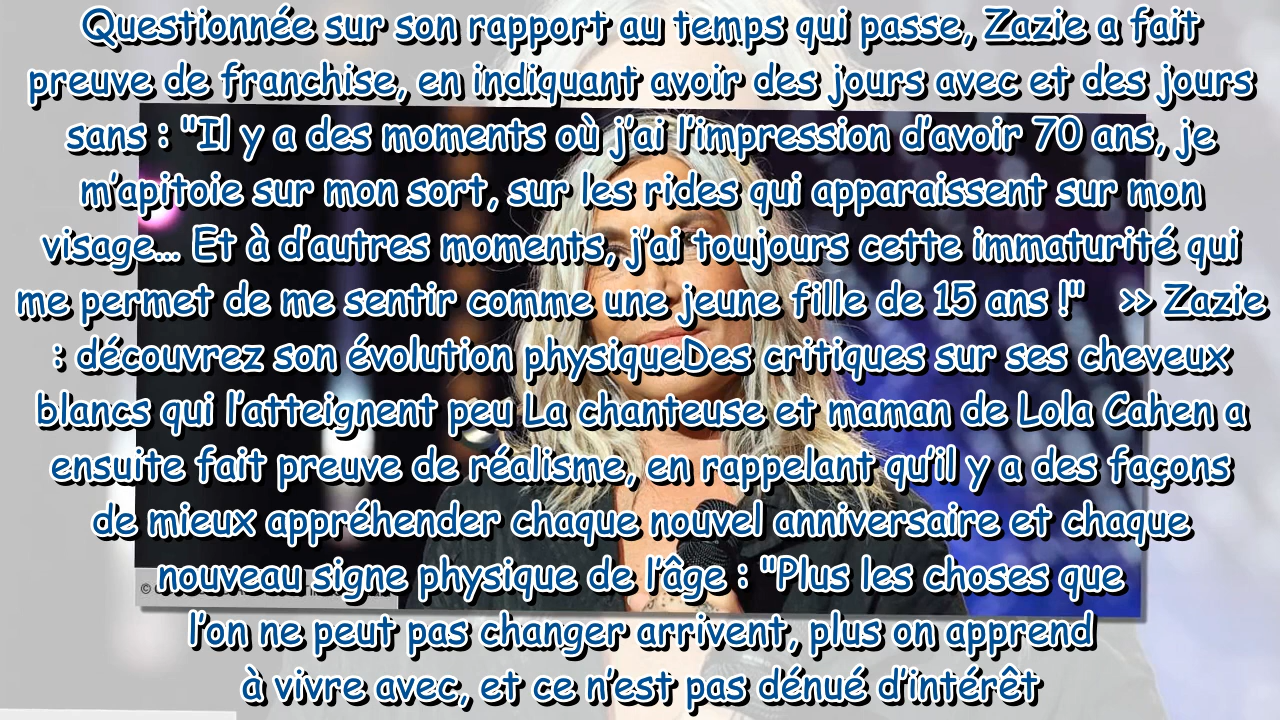 Questionnée sur son rapport au temps qui passe, Zazie a fait
preuve de franchise, en indiquant avoir des jours avec et des jours
sans : "Il y a des moments où j'ai l'impression d'avoir 70 ans, je
m'apitoie sur mon sort, sur les rides qui apparaissent sur mon
visage... Et à d'autres moments, j'ai toujours cette immaturité qui
me permet de me sentir comme une jeune fille de 15 ans !" >> Zazie
: découvrez son évolution physiqueDes critiques sur ses cheveux
blancs qui l'atteignent peu La chanteuse et maman de Lola Cahen a
ensuite fait preuve de réalisme, en rappelant qu'il y a des façons
de mieux appréhender chaque nouvel anniversaire et chaque
nouveau signe physique de l'âge : "Plus les choses que
l'on ne peut pas changer arrivent, plus on apprend
à vivre avec, et ce n'est pas dénué d'intérêt
©